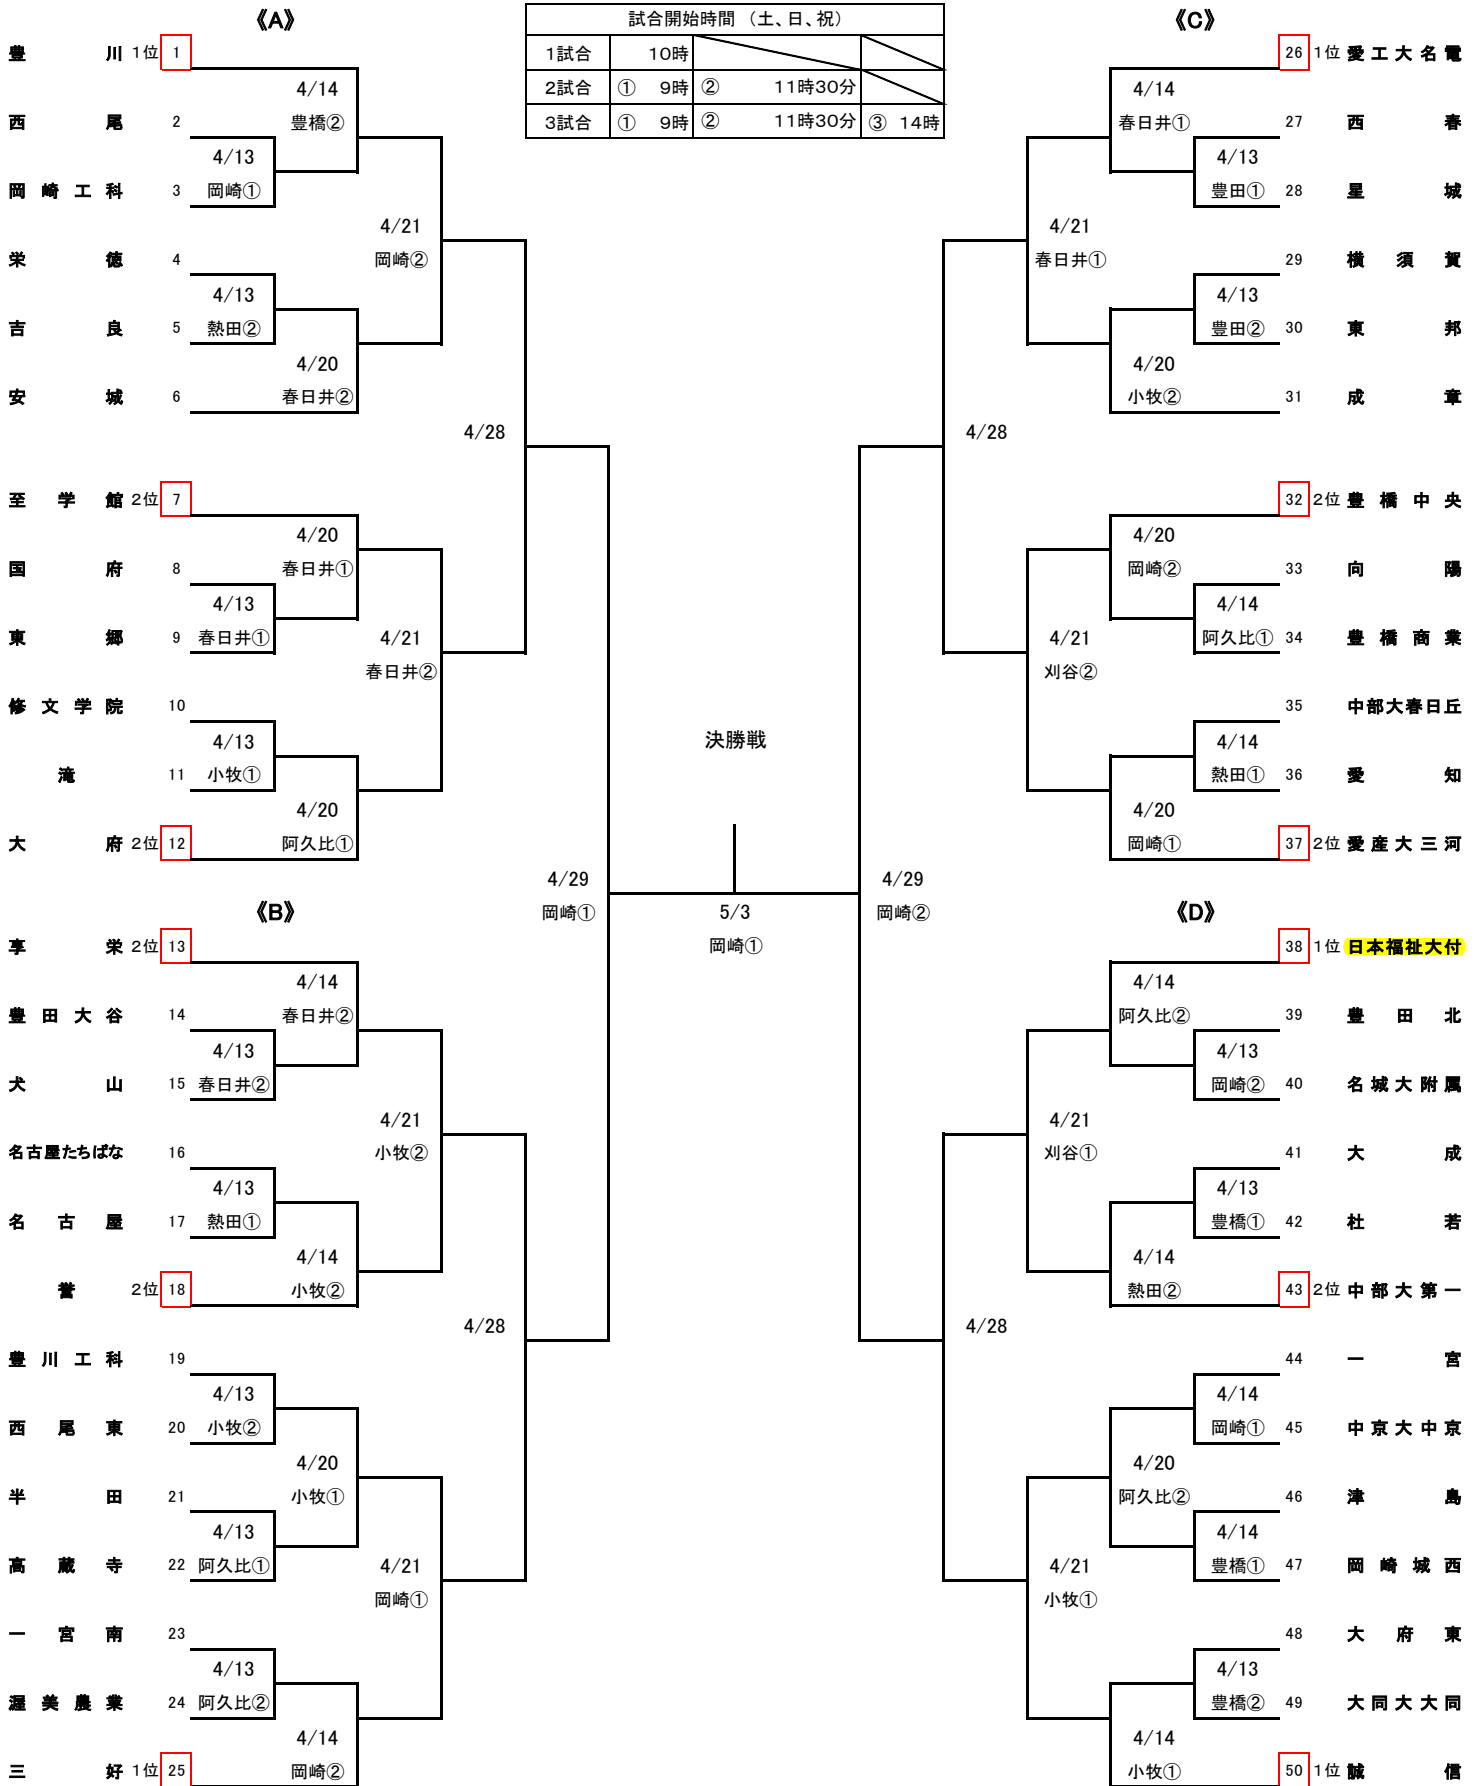 《A》
試合開始時間 （土、日、祝）
1試合 10時
2試合 ① 9時 ② 11時30分
3試合 ① 9時 ② 11時30分 ③ 14時
豊川 1位 1
4/14
豊橋②
西尾 2
4/13
岡崎工科 3 岡崎①
4/21
岡崎②
栄徳 4
4/13
吉良 5 熱田②
4/20
安城 6 春日井②
4/28
至学館 2位 7
4/20
国府 8 春日井①
4/13
東郷 9 春日井①
4/21
春日井②
修文学院 10
4/13
滝 11 小牧①
4/20
大府 2位 12 阿久比①
4/29
岡崎①
《B》
享栄 2位 13
4/14
豊田大谷 14 春日井②
4/13
犬山 15 春日井②
4/21
名古屋たちばな 16 小牧②
4/13
名古屋 17 熱田①
4/14
誉 2位 18 小牧②
4/28
豊川工科 19
4/13
西尾東 20 小牧②
4/20
半田 21 小牧①
4/13
高蔵寺 22 阿久比①
4/21
岡崎①
一宮南 23
4/13
渥美農業 24 阿久比②
4/14
三好 1位 25 岡崎②
決勝戦
5/3
岡崎①
《C》
26 1位 愛工大名電
4/14
春日井① 27 西春
4/13
豊田① 28 星城
4/21
春日井① 29 横須賀
4/13
豊田② 30 東邦
4/20
小牧② 31 成章
4/28
32 2位 豊橋中央
4/20
岡崎② 33 向陽
4/14
阿久比① 34 豊橋商業
4/21
刈谷②
35 中部大春日丘
4/14
熱田① 36 愛知
4/20
岡崎① 37 2位 愛産大三河
4/29
岡崎②
《D》
38 1位 日本福祉大付
4/14
阿久比② 39 豊田北
4/13
岡崎② 40 名城大附属
4/21
刈谷① 41 大成
4/13
豊橋① 42 杜若
4/14
熱田② 43 2位 中部大第一
4/28
44 一宮
4/14
岡崎① 45 中京大中京
4/20
阿久比② 46 津島
4/14
豊橋① 47 岡崎城西
4/21
小牧①
48 大府東
4/13
豊橋② 49 大同大大同
4/14
小牧① 50 1位 誠信